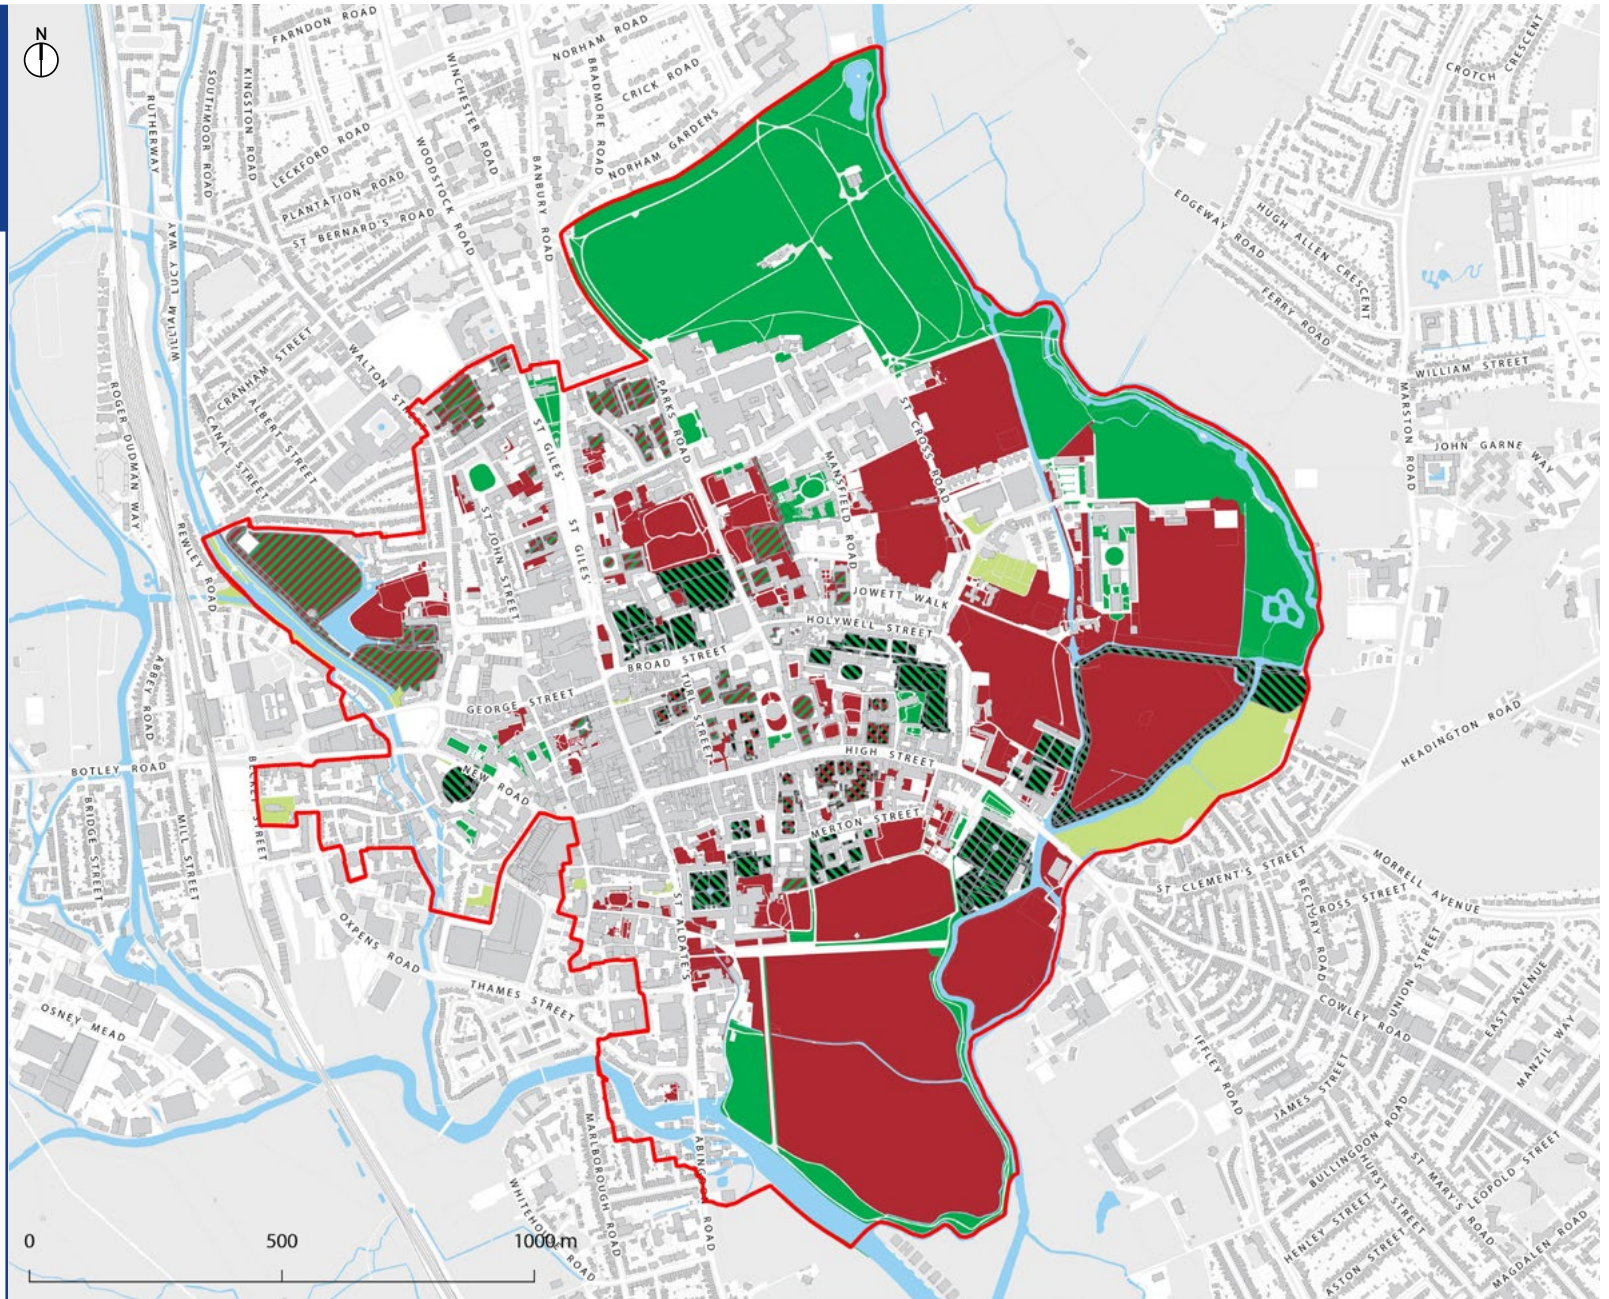 N
FARNDON ROAD
NORHAM ROAD
CROTCH CRESCENT
RUTHERWAY
SOUTHMOOR ROAD
KINGSTON ROAD
WINCHESTER ROAD
BRADMORE ROAD
CRICK ROAD
LECKFORD ROAD
WOODSTOCK ROAD
BANBURY ROAD
NORHAM GARDENS
PLANTATION ROAD
ST BERNARD'S ROAD
WILLIAM LUCY WAY
EDGEWAY ROAD
HUGH ALLEN CRESCENT
FERRY ROAD
WILLIAM STREET
WALTON STREET
CRANHAM STREET
ALBERT STREET
CANAL STREET
ROGER DUDMAN WAY
PARKS ROAD
ST CROSS ROAD
MARSTON ROAD
ST GILES'
JOHN GARNE WAY
MANSFIELD ROAD
REWLEY ROAD
ST JOHN STREET
ST GILES'
JOWETT WALK
HOLYWELL STREET
BROAD STREET
ABBEY ROAD
GEORGE STREET
TURL STREET
HEADINGTON ROAD
HIGH STREET
BOTLEY ROAD
BECKET STREET
NEW ROAD
BRIDGE STREET
MILL STREET
MERTON STREET
ST CLEMENT'S STREET
MORRELL AVENUE
CROSS STREET
RECTORY ROAD
OXPENS ROAD
ST ALDATE'S
UNION STREET
EAST AVENUE
THAMES STREET
COWLEY ROAD
OSNEY MEAD
MANZIL WAY
IFFLEY ROAD
JAMES STREET
MARLBOROUGH ROAD
ABINGDON ROAD
BULLINGDON ROAD
HURST STREET
ST MARY'S ROAD
LEOPOLD STREET
WHITEHOUSE ROAD
HENLEY STREET
ASTON STREET
MAGDALEN ROAD
0 500 1000 m